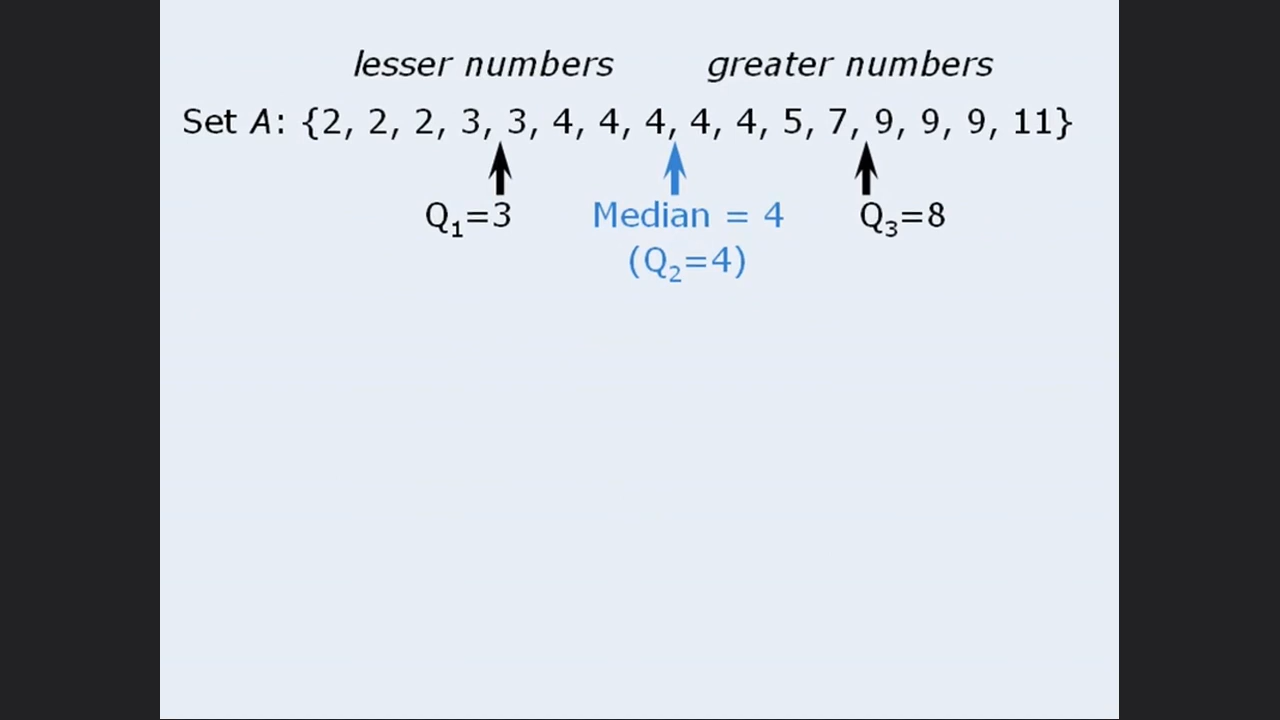 lesser numbers greater numbers
Set A: {2, 2, 2, 3, 3, 4, 4, 4, 4, 4, 5, 7, 9, 9, 9, 11}
Q₁=3 Median = 4 Q₃=8
(Q₂=4)